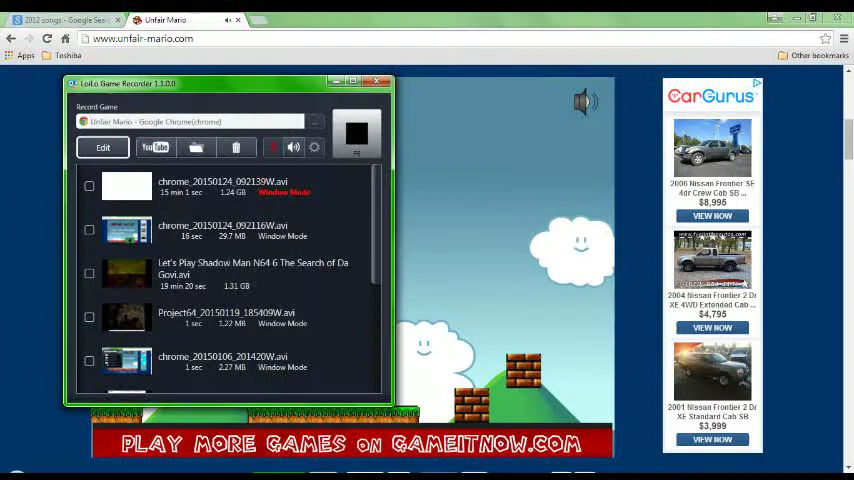 2012 songs - Google Sear
Unfair Mario
www.unfair-mario.com
Apps
Toshiba
Other bookmarks
LoiLo Game Recorder 1.1.0.0
Record Game
Unfair Mario - Google Chrome(chrome)
...
Edit
YouTube
F6
chrome_20150124_092139W.avi
15 min 1 sec 1.24 GB Window Mode
chrome_20150124_092116W.avi
16 sec 29.7 MB Window Mode
Let's Play Shadow Man N64 6 The Search of Da
Govi.avi
19 min 20 sec 1.31 GB
Project64_20150119_185409W.avi
1 sec 1.22 MB Window Mode
chrome_20150106_201420W.avi
1 sec 2.27 MB Window Mode
PLAY MORE GAMES ON GAMEITNOW.COM
CarGurus
2006 Nissan Frontier SE
4dr Crew Cab SB ...
$8,995
VIEW NOW
2004 Nissan Frontier 2 Dr
XE 4WD Extended Cab ...
$4,795
VIEW NOW
2001 Nissan Frontier 2 Dr
XE Standard Cab SB
$3,999
VIEW NOW